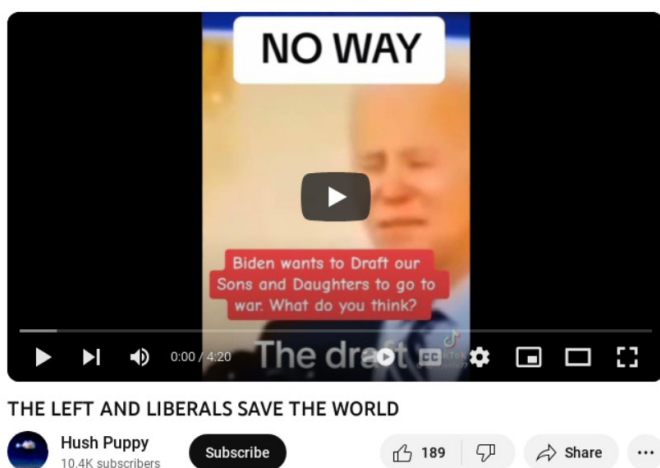 NO WAY
Biden wants to Draft our
Sons and Daughters to go to
war. What do you think?
0:00 / 4:20
The draft
CC
THE LEFT AND LIBERALS SAVE THE WORLD
Hush Puppy
10.4K subscribers
Subscribe
189
Share